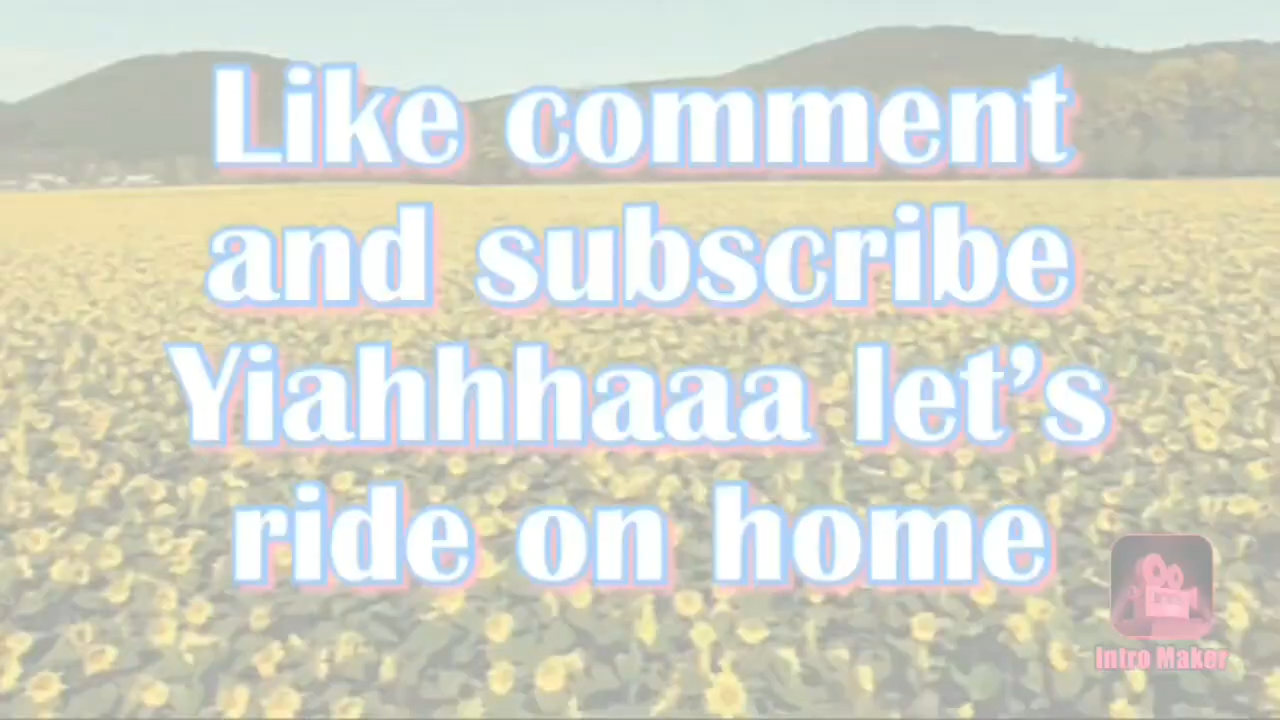 Like comment
and subscribe
Yiahhhaaa let's
ride on home
Intro Maker